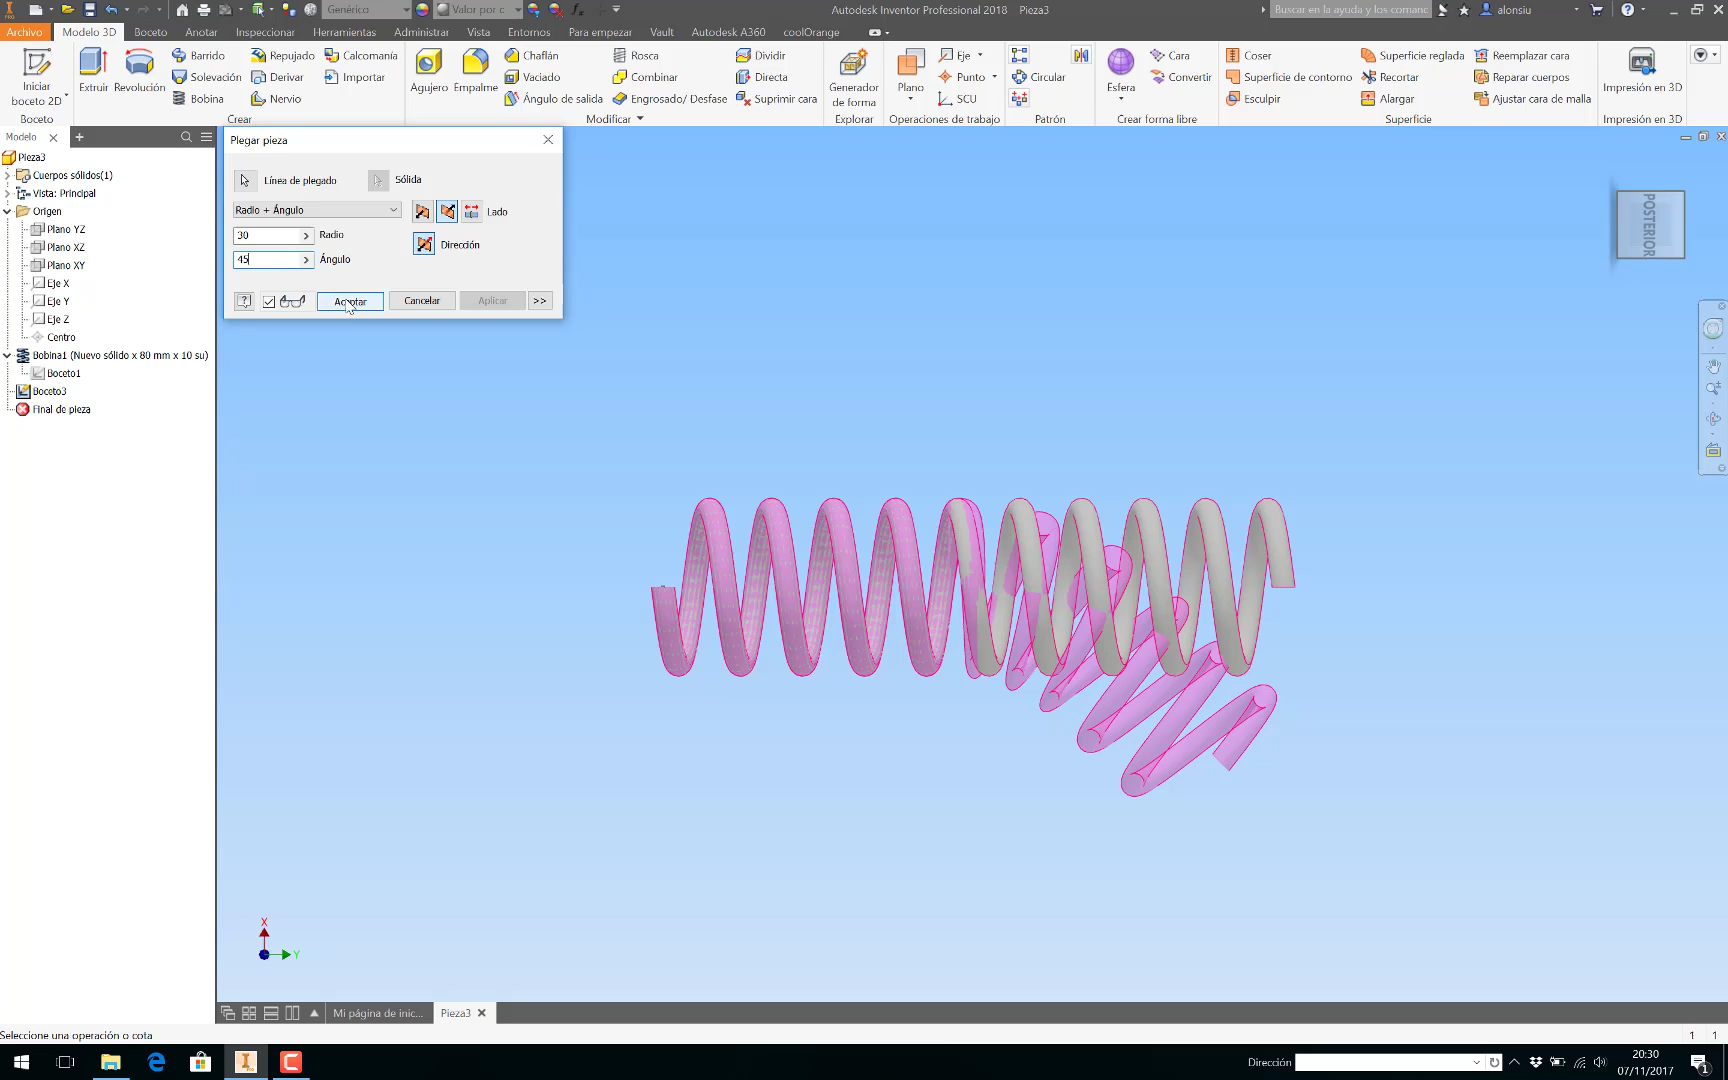 Genérico
Valor por c
Autodesk Inventor Professional 2018 Pieza3
Buscar en la ayuda y los comanc
alonsiu
Archivo Modelo 3D Boceto Anotar Inspeccionar Herramientas Administrar Vista Entornos Para empezar Vault Autodesk A360 coolOrange
Iniciar
boceto 2D
Boceto
Extruir
Revolución
Barrido
Solevación
Bobina
Repujado
Derivar
Nervio
Calcomanía
Importar
Crear
Agujero
Empalme
Chaflán
Vaciado
Ángulo de salida
Rosca
Combinar
Engrosado/ Desfase
Dividir
Directa
Suprimir cara
Modificar
Generador
de forma
Explorar
Plano
Eje
Punto
SCU
Operaciones de trabajo
Circular
Patrón
Esfera
Cara
Convertir
Crear forma libre
Coser
Superficie de contorno
Esculpir
Superficie reglada
Recortar
Alargar
Reemplazar cara
Reparar cuerpos
Ajustar cara de malla
Superficie
Impresión en 3D
Impresión en 3D
Modelo
Pieza3
Cuerpos sólidos(1)
Vista: Principal
Origen
Plano YZ
Plano XZ
Plano XY
Eje X
Eje Y
Eje Z
Centro
Bobina1 (Nuevo sólido x 80 mm x 10 su)
Boceto1
Boceto3
Final de pieza
Plegar pieza
Línea de plegado
Sólida
Radio + Ángulo
Lado
30
Radio
Dirección
45
Ángulo
Aceptar
Cancelar
Aplicar
>>
POSTERIOR
X
Y
Mi página de inic...
Pieza3
Seleccione una operación o cota
1 1
Dirección
20:30
07/11/2017
1